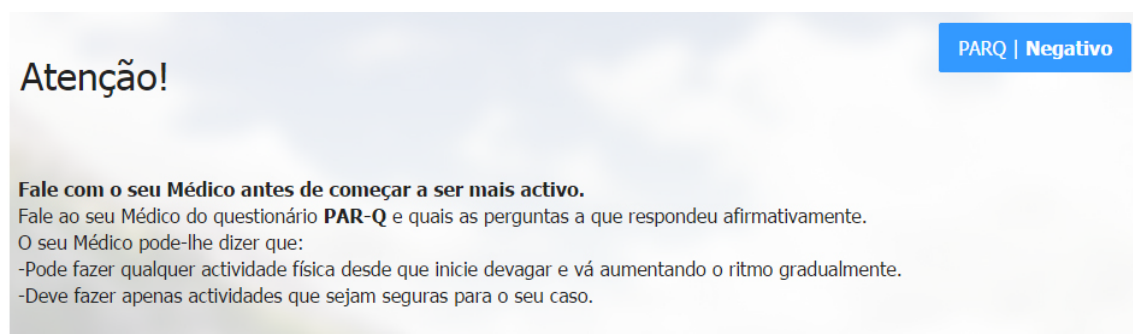 PARQ | Negativo
Atenção!
Fale com o seu Médico antes de começar a ser mais activo.
Fale ao seu Médico do questionário PAR-Q e quais as perguntas a que respondeu afirmativamente.
O seu Médico pode-lhe dizer que:
-Pode fazer qualquer actividade física desde que inicie devagar e vá aumentando o ritmo gradualmente.
-Deve fazer apenas actividades que sejam seguras para o seu caso.